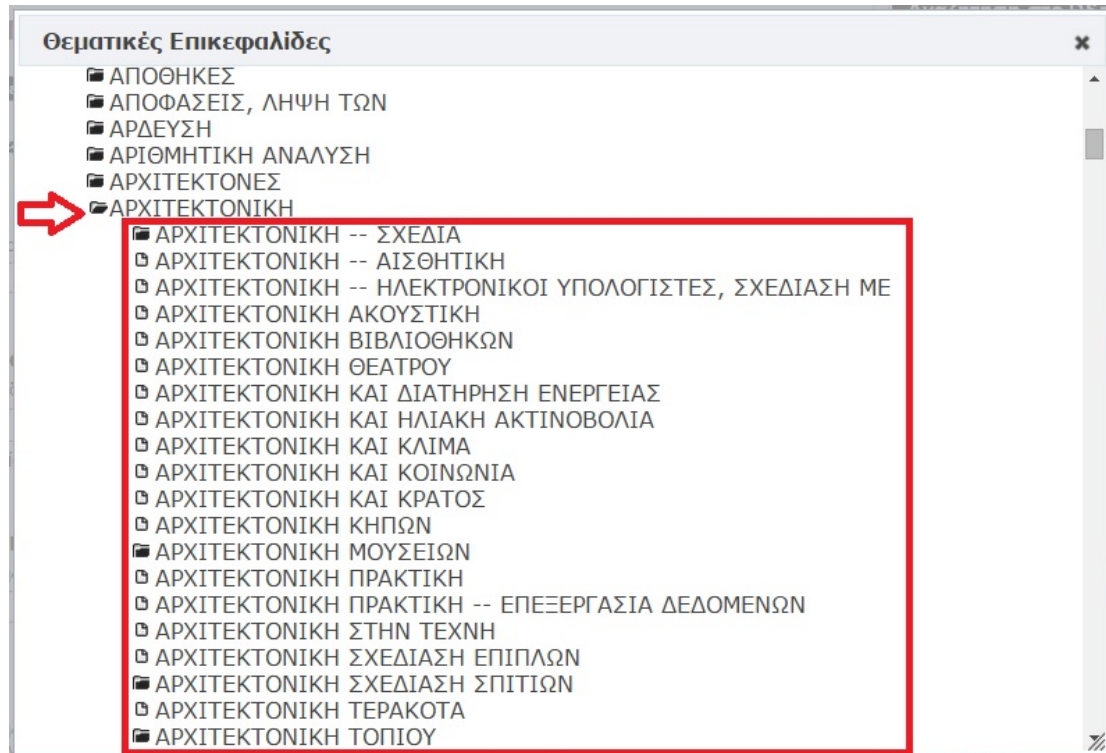 Θεματικές Επικεφαλίδες
ΑΠΟΘΗΚΕΣ
ΑΠΟΦΑΣΕΙΣ, ΛΗΨΗ ΤΩΝ
ΑΡΔΕΥΣΗ
ΑΡΙΘΜΗΤΙΚΗ ΑΝΑΛΥΣΗ
ΑΡΧΙΤΕΚΤΟΝΕΣ
ΑΡΧΙΤΕΚΤΟΝΙΚΗ
ΑΡΧΙΤΕΚΤΟΝΙΚΗ -- ΣΧΕΔΙΑ
ΑΡΧΙΤΕΚΤΟΝΙΚΗ -- ΑΙΣΘΗΤΙΚΗ
ΑΡΧΙΤΕΚΤΟΝΙΚΗ -- ΗΛΕΚΤΡΟΝΙΚΟΙ ΥΠΟΛΟΓΙΣΤΕΣ, ΣΧΕΔΙΑΣΗ ΜΕ
ΑΡΧΙΤΕΚΤΟΝΙΚΗ ΑΚΟΥΣΤΙΚΗ
ΑΡΧΙΤΕΚΤΟΝΙΚΗ ΒΙΒΛΙΟΘΗΚΩΝ
ΑΡΧΙΤΕΚΤΟΝΙΚΗ ΘΕΑΤΡΟΥ
ΑΡΧΙΤΕΚΤΟΝΙΚΗ ΚΑΙ ΔΙΑΤΗΡΗΣΗ ΕΝΕΡΓΕΙΑΣ
ΑΡΧΙΤΕΚΤΟΝΙΚΗ ΚΑΙ ΗΛΙΑΚΗ ΑΚΤΙΝΟΒΟΛΙΑ
ΑΡΧΙΤΕΚΤΟΝΙΚΗ ΚΑΙ ΚΛΙΜΑ
ΑΡΧΙΤΕΚΤΟΝΙΚΗ ΚΑΙ ΚΟΙΝΩΝΙΑ
ΑΡΧΙΤΕΚΤΟΝΙΚΗ ΚΑΙ ΚΡΑΤΟΣ
ΑΡΧΙΤΕΚΤΟΝΙΚΗ ΚΗΠΩΝ
ΑΡΧΙΤΕΚΤΟΝΙΚΗ ΜΟΥΣΕΙΩΝ
ΑΡΧΙΤΕΚΤΟΝΙΚΗ ΠΡΑΚΤΙΚΗ
ΑΡΧΙΤΕΚΤΟΝΙΚΗ ΠΡΑΚΤΙΚΗ -- ΕΠΕΞΕΡΓΑΣΙΑ ΔΕΔΟΜΕΝΩΝ
ΑΡΧΙΤΕΚΤΟΝΙΚΗ ΣΤΗΝ ΤΕΧΝΗ
ΑΡΧΙΤΕΚΤΟΝΙΚΗ ΣΧΕΔΙΑΣΗ ΕΠΙΠΛΩΝ
ΑΡΧΙΤΕΚΤΟΝΙΚΗ ΣΧΕΔΙΑΣΗ ΣΠΙΤΙΩΝ
ΑΡΧΙΤΕΚΤΟΝΙΚΗ ΤΕΡΑΚΟΤΑ
ΑΡΧΙΤΕΚΤΟΝΙΚΗ ΤΟΠΙΟΥ